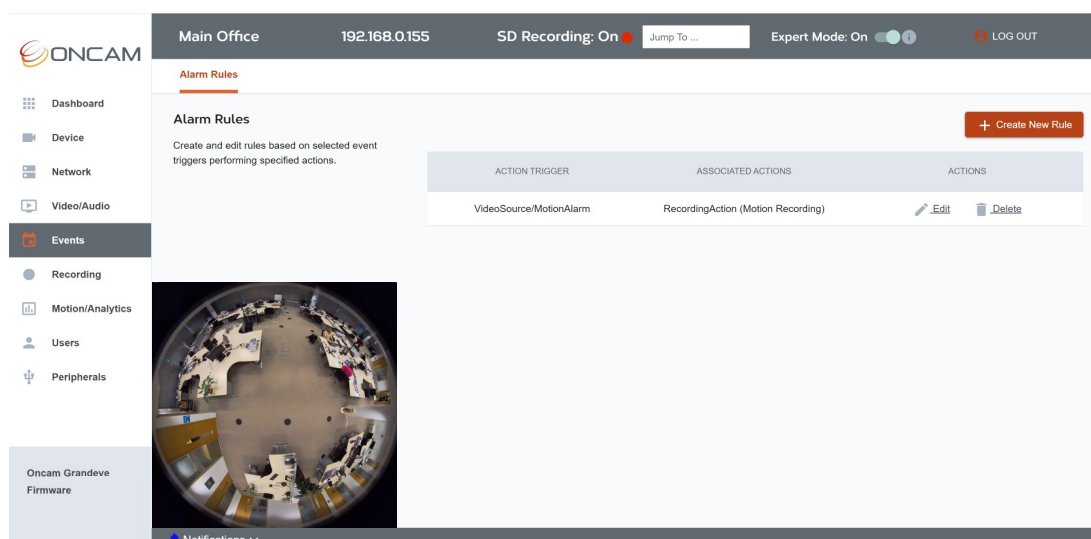 ONCAM
Main Office 192.168.0.155 SD Recording: On Jump To ... Expert Mode: On i LOG OUT
Alarm Rules
Dashboard
Device
Network
Video/Audio
Events
Recording
Motion/Analytics
Users
Peripherals
Oncam Grandeve
Firmware
Alarm Rules
Create and edit rules based on selected event
triggers performing specified actions.
+ Create New Rule
ACTION TRIGGER ASSOCIATED ACTIONS ACTIONS
VideoSource/MotionAlarm RecordingAction (Motion Recording) Edit Delete
Notifications